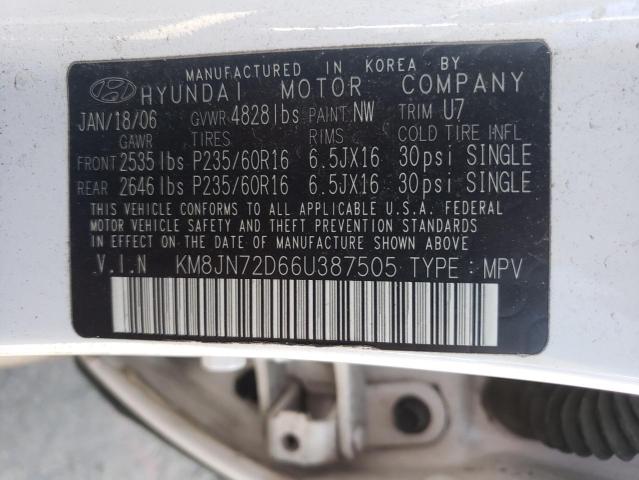 MANUFACTURED IN KOREA BY
HYUNDAI MOTOR COMPANY
JAN/18/06 GVWR 4828lbs PAINT NW TRIM U7
GAWR TIRES RIMS COLD TIRE INFL
FRONT 2535lbs P235/60R16 6.5JX16 30psi SINGLE
REAR 2646lbs P235/60R16 6.5JX16 30psi SINGLE
THIS VEHICLE CONFORMS TO ALL APPLICABLE U.S.A. FEDERAL
MOTOR VEHICLE SAFETY AND THEFT PREVENTION STANDARDS
IN EFFECT ON THE DATE OF MANUFACTURE SHOWN ABOVE.
V.I.N KM8JN72D66U387505 TYPE : MPV